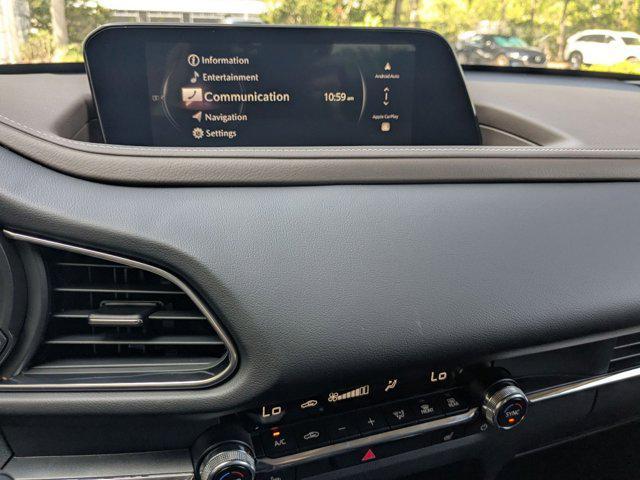 Information
Entertainment
Communication
10:59 am
Navigation
Settings
Android Auto
Apple CarPlay
Lo
Lo
A/C
SYNC